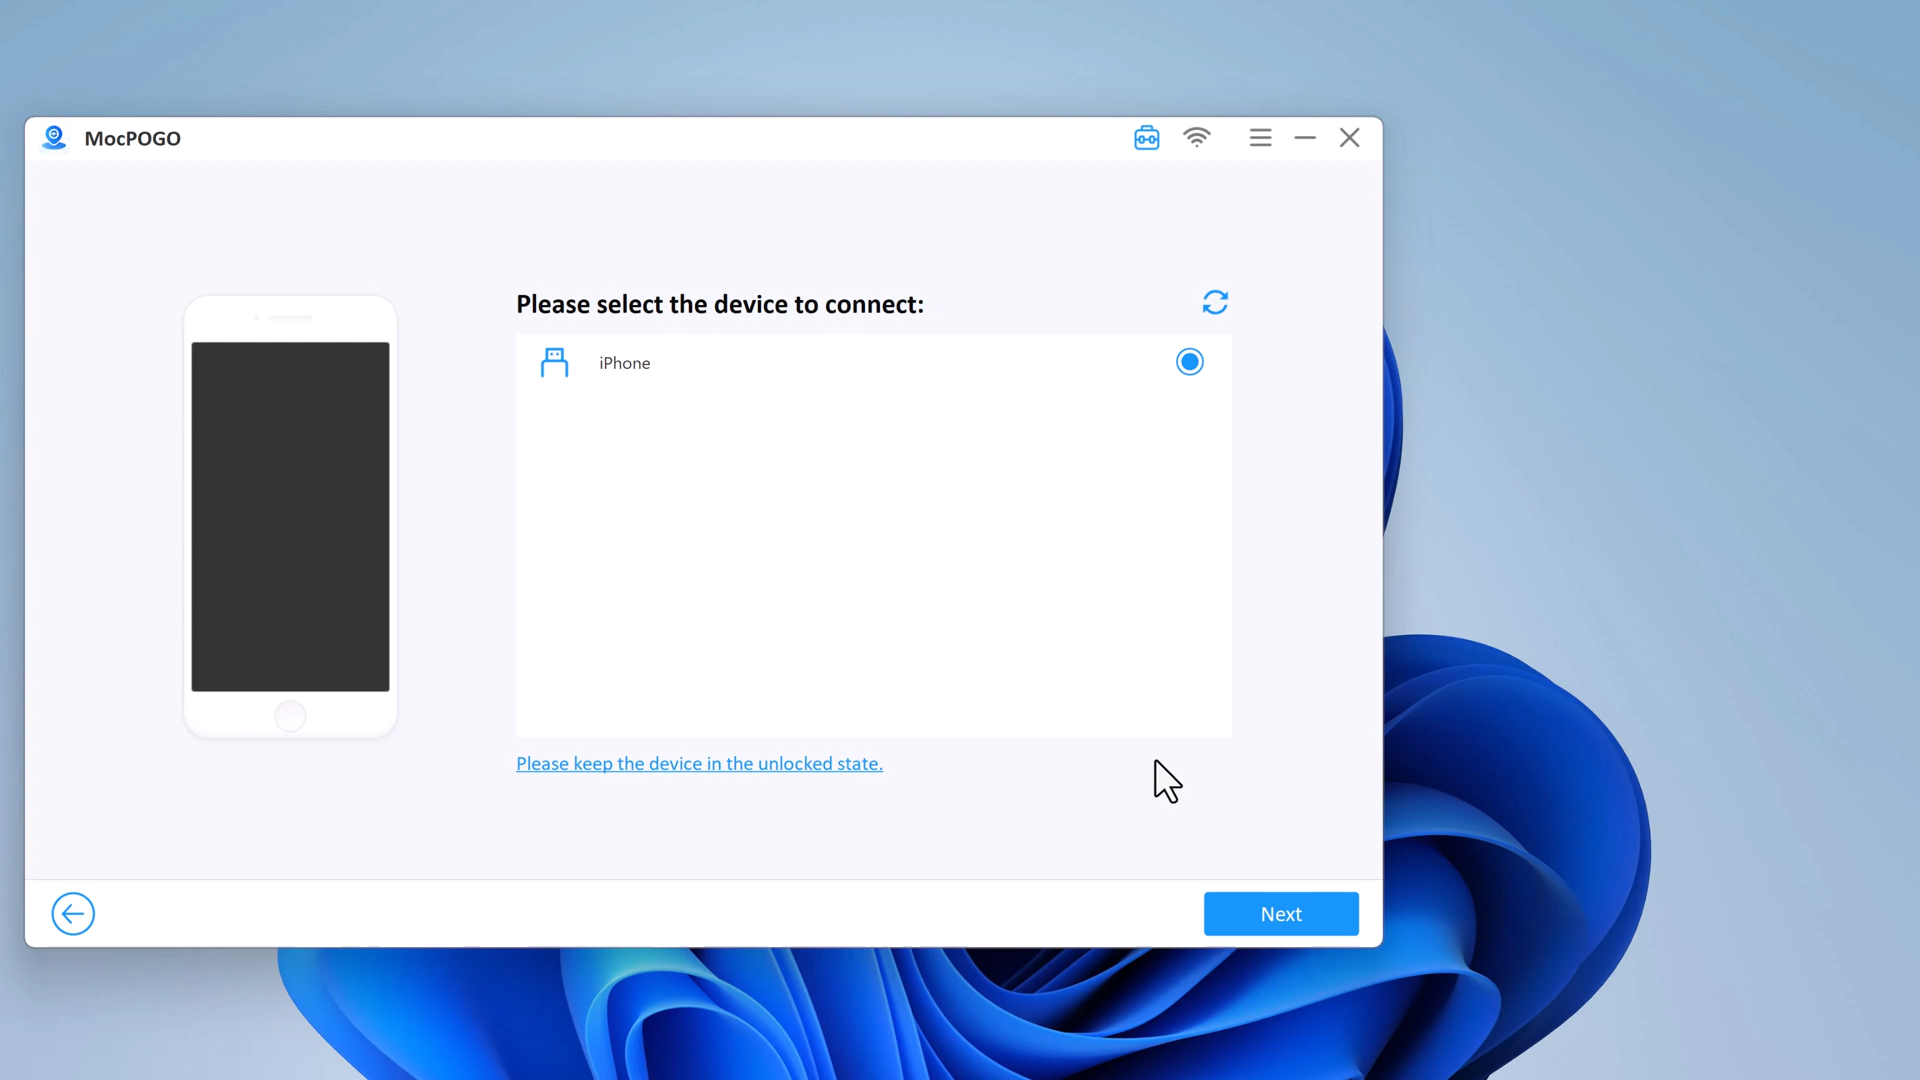 MocPOGO
Please select the device to connect:
iPhone
Please keep the device in the unlocked state.
Next